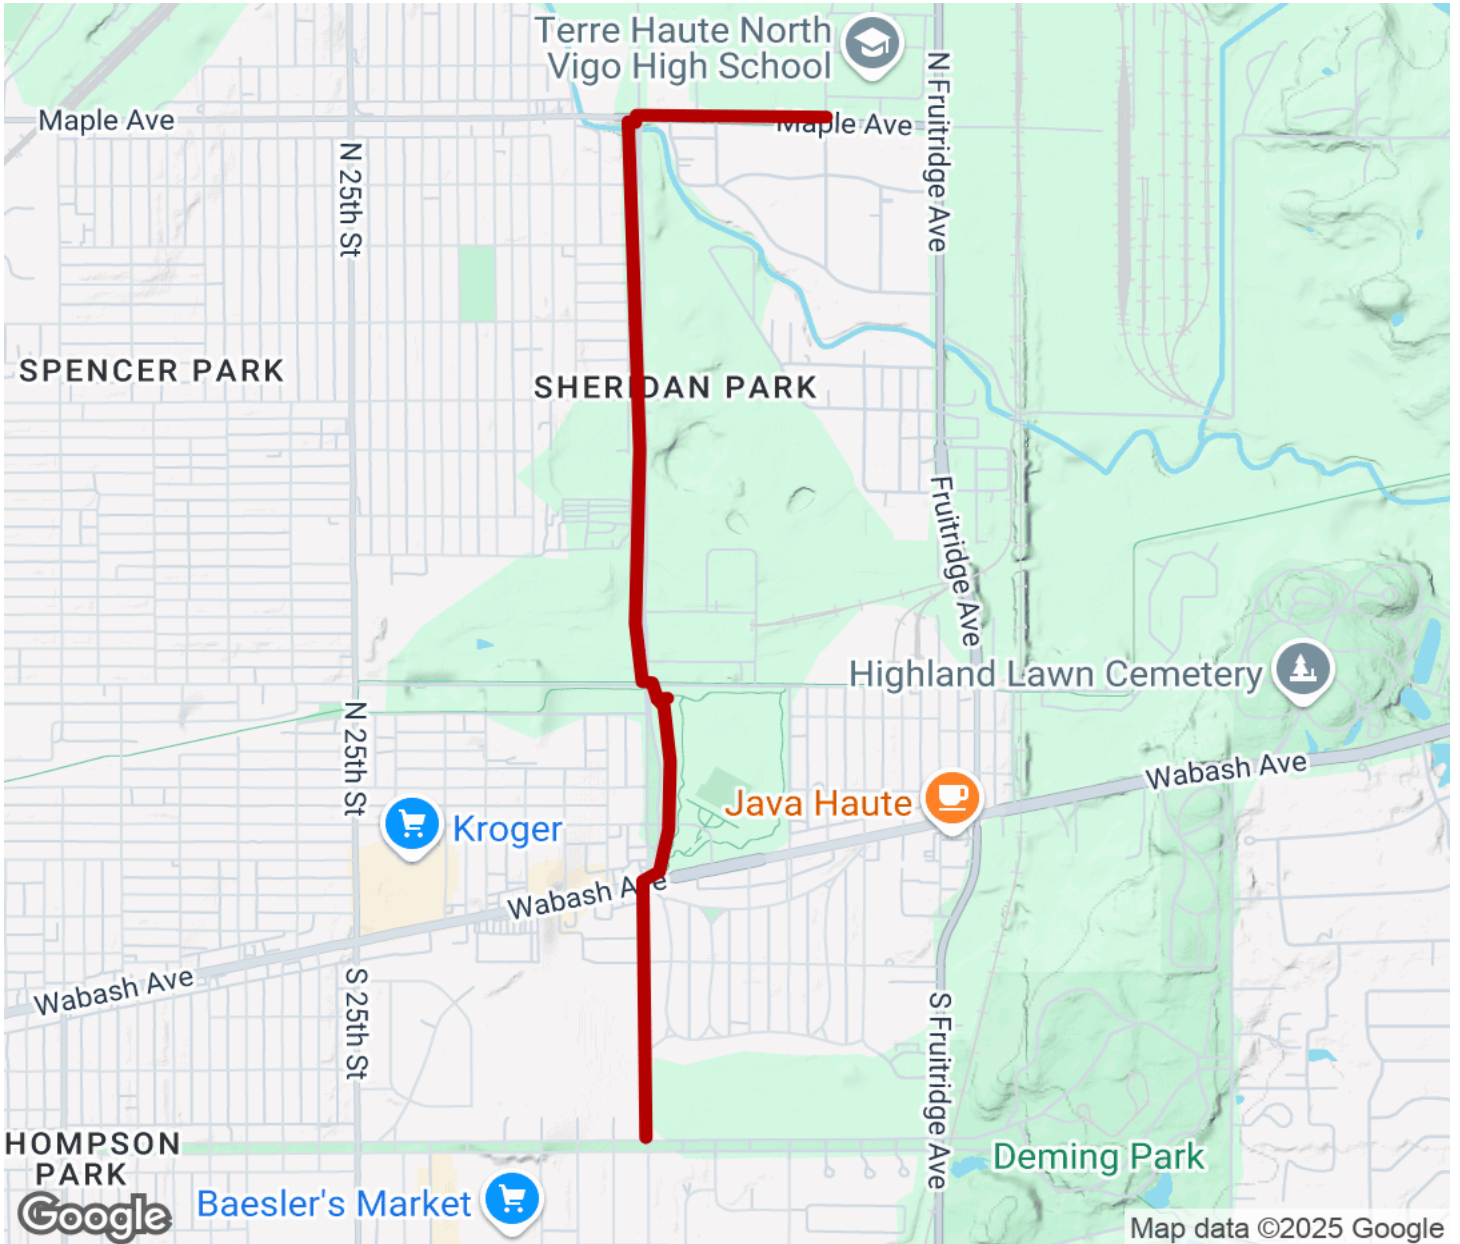 Terre Haute North
Vigo High School
Maple Ave
Maple Ave
N Fruitridge Ave
N 25th St
SPENCER PARK
SHERIDAN PARK
Fruitridge Ave
Highland Lawn Cemetery
N 25th St
Wabash Ave
Java Haute
Kroger
Wabash Ave
Wabash Ave
S 25th St
S Fruitridge Ave
HOMPSON
PARK
Deming Park
Baesler's Market
Google
Map data ©2025 Google